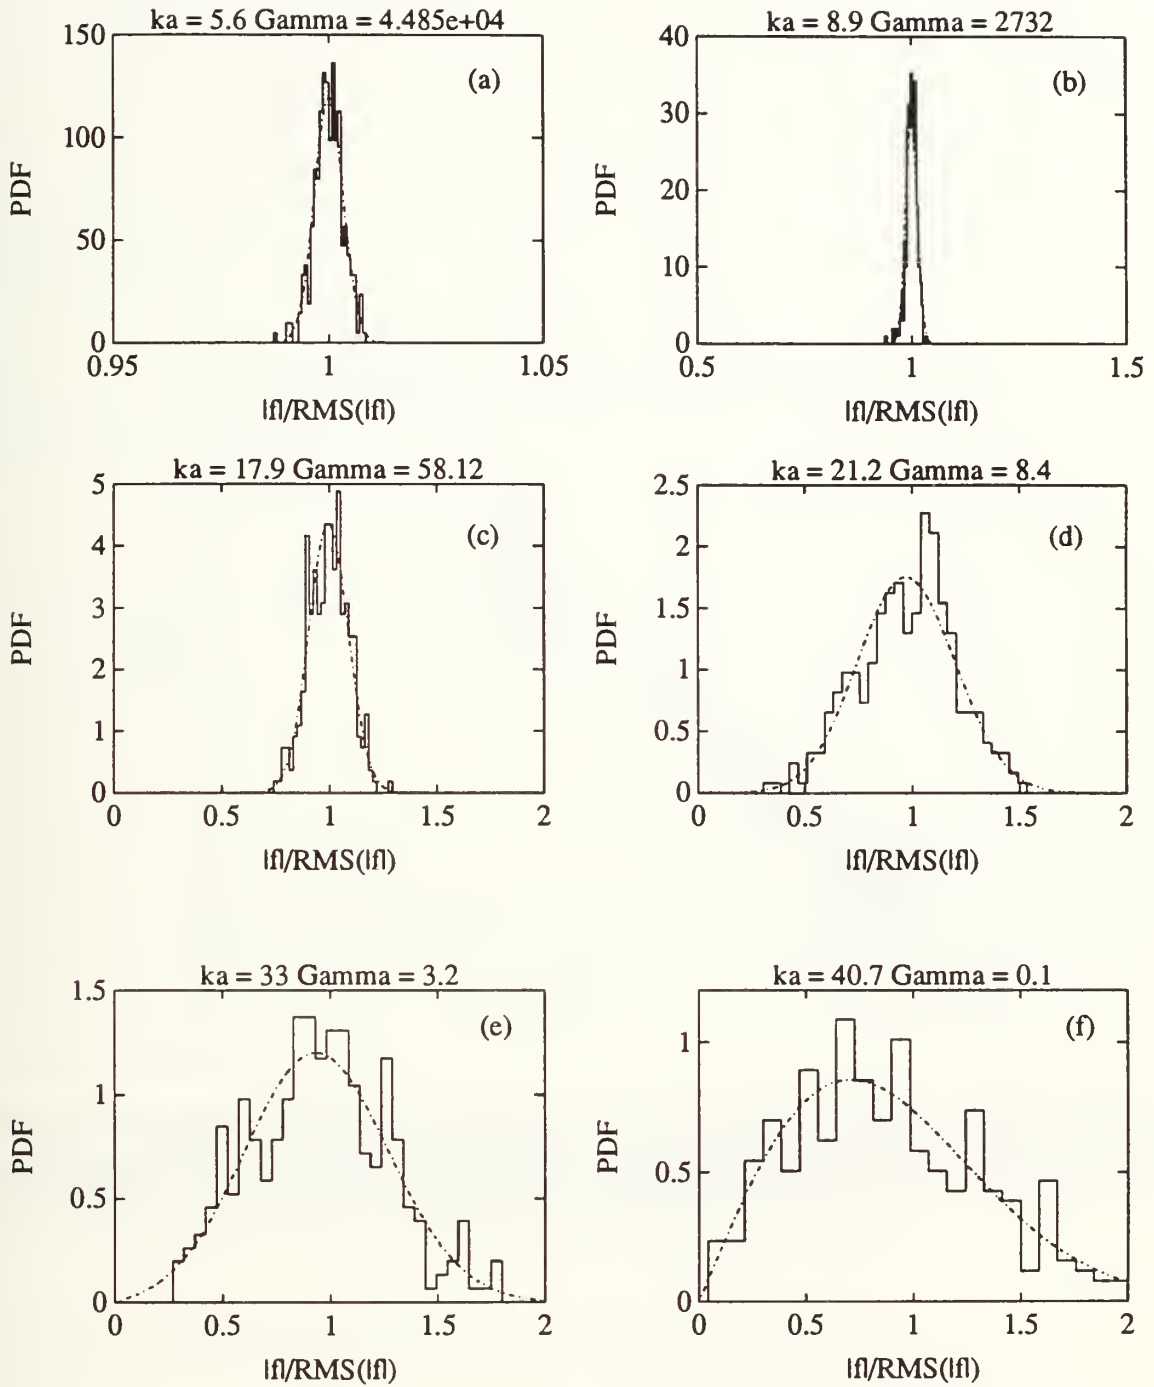 ka = 5.6 Gamma = 4.485e+04
150
100
50
0
0.95
1
1.05
PDF
(a)
|f|/RMS(|f|)
ka = 8.9 Gamma = 2732
40
30
20
10
0
0.5
1
1.5
PDF
(b)
|f|/RMS(|f|)
ka = 17.9 Gamma = 58.12
5
4
3
2
1
0
0
0.5
1
1.5
2
PDF
(c)
|f|/RMS(|f|)
ka = 21.2 Gamma = 8.4
2.5
2
1.5
1
0.5
0
0
0.5
1
1.5
2
PDF
(d)
|f|/RMS(|f|)
ka = 33 Gamma = 3.2
1.5
1
0.5
0
0
0.5
1
1.5
2
PDF
(e)
|f|/RMS(|f|)
ka = 40.7 Gamma = 0.1
1
0.5
0
0
0.5
1
1.5
2
PDF
(f)
|f|/RMS(|f|)